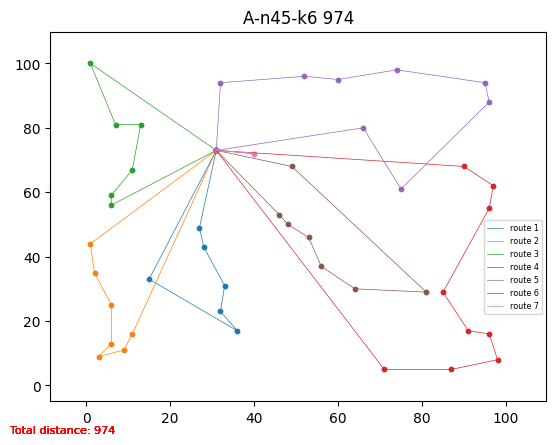 A-n45-k6 974
100
80
60
40
20
0
route 1
route 2
route 3
route 4
route 5
route 6
route 7
0 20 40 60 80 100
Total distance: 974